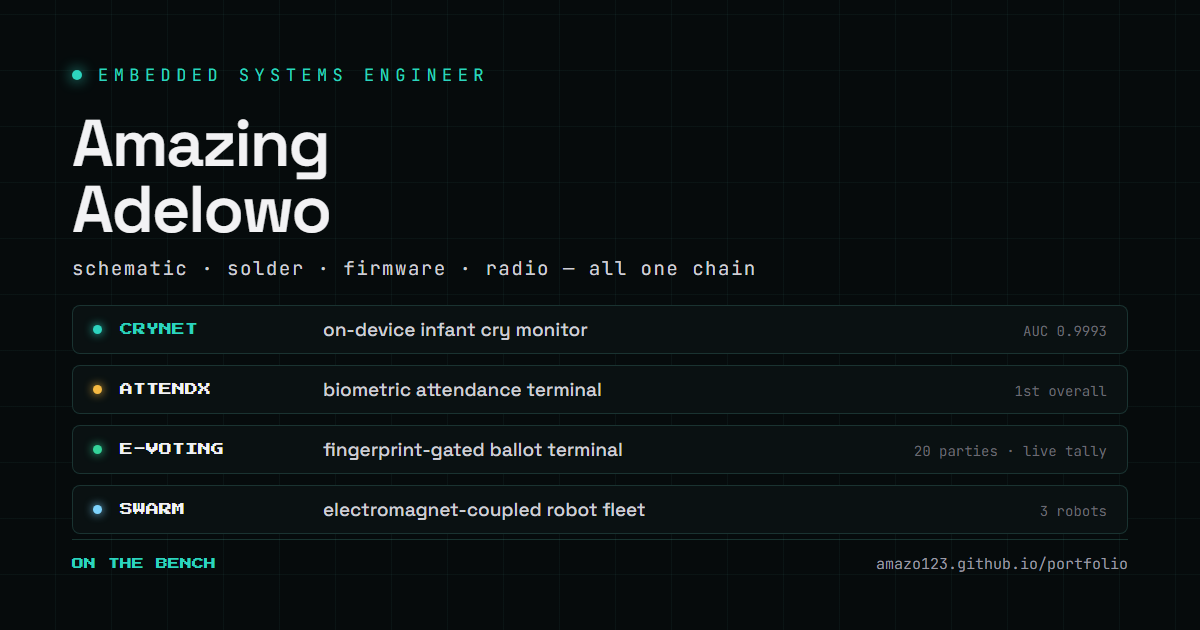 EMBEDDED SYSTEMS ENGINEER
Amazing
Adelowo
schematic · solder · firmware · radio — all one chain
CRYNET on-device infant cry monitor AUC 0.9993
ATTENDX biometric attendance terminal 1st overall
E-VOTING fingerprint-gated ballot terminal 20 parties · live tally
SWARM electromagnet-coupled robot fleet 3 robots
ON THE BENCH amazo123.github.io/portfolio